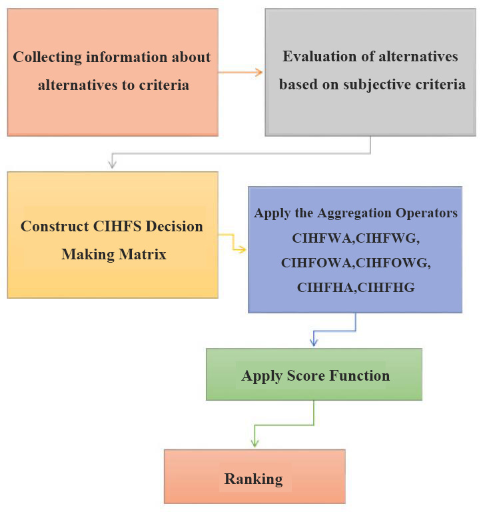 Collecting information about
alternatives to criteria
Evaluation of alternatives
based on subjective criteria
Construct CIHFS Decision
Making Matrix
Apply the Aggregation Operators
CIHFWA,CIHFWG,
CIHFOWA,CIHFOWG,
CIHFHA,CIHFHG
Apply Score Function
Ranking